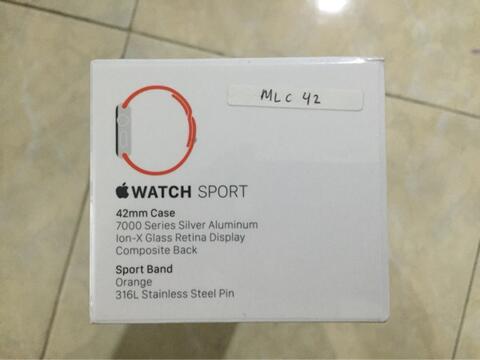 MLC 42
WATCH SPORT
42mm Case
7000 Series Silver Aluminum
Ion-X Glass Retina Display
Composite Back
Sport Band
Orange
316L Stainless Steel Pin